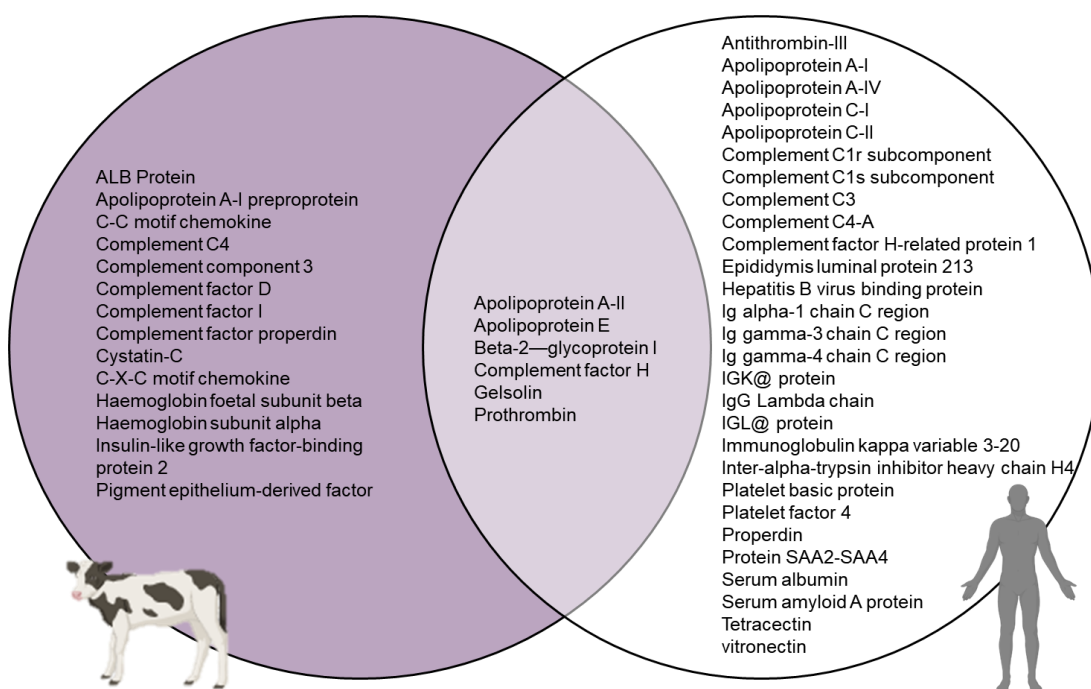 ALB Protein
Apolipoprotein A-I preproprotein
C-C motif chemokine
Complement C4
Complement component 3
Complement factor D
Complement factor I
Complement factor properdin
Cystatin-C
C-X-C motif chemokine
Haemoglobin foetal subunit beta
Haemoglobin subunit alpha
Insulin-like growth factor-binding
protein 2
Pigment epithelium-derived factor
Apolipoprotein A-II
Apolipoprotein E
Beta-2—glycoprotein I
Complement factor H
Gelsolin
Prothrombin
Antithrombin-III
Apolipoprotein A-I
Apolipoprotein A-IV
Apolipoprotein C-I
Apolipoprotein C-II
Complement C1r subcomponent
Complement C1s subcomponent
Complement C3
Complement C4-A
Complement factor H-related protein 1
Epididymis luminal protein 213
Hepatitis B virus binding protein
Ig alpha-1 chain C region
Ig gamma-3 chain C region
Ig gamma-4 chain C region
IGK@ protein
IgG Lambda chain
IGL@ protein
Immunoglobulin kappa variable 3-20
Inter-alpha-trypsin inhibitor heavy chain H4
Platelet basic protein
Platelet factor 4
Properdin
Protein SAA2-SAA4
Serum albumin
Serum amyloid A protein
Tetracectin
vitronectin